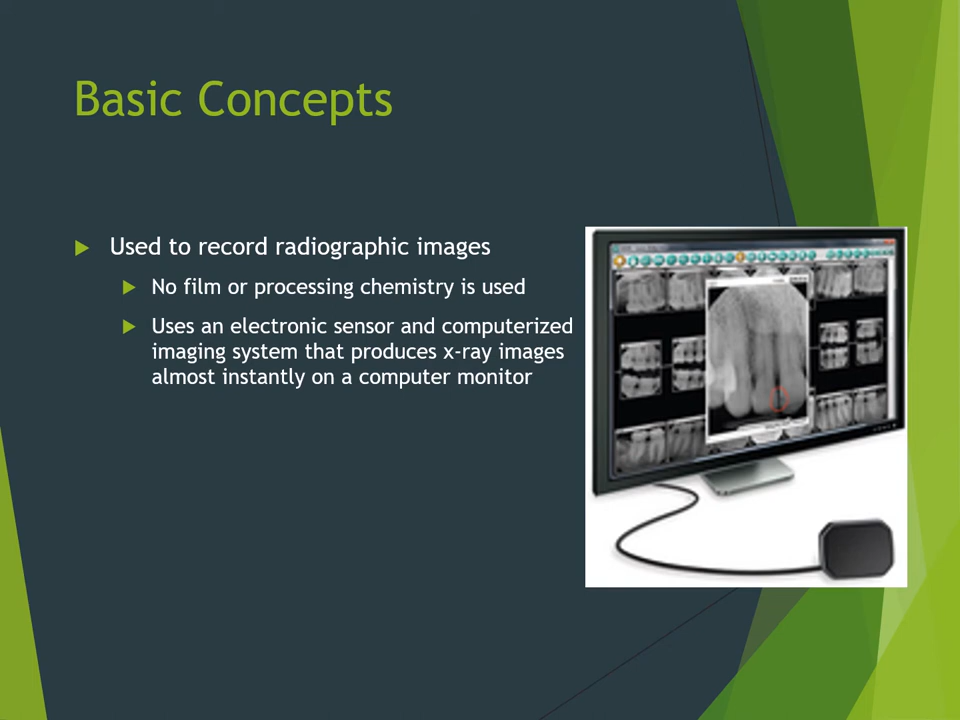 Basic Concepts
Used to record radiographic images
No film or processing chemistry is used
Uses an electronic sensor and computerized
imaging system that produces x-ray images
almost instantly on a computer monitor